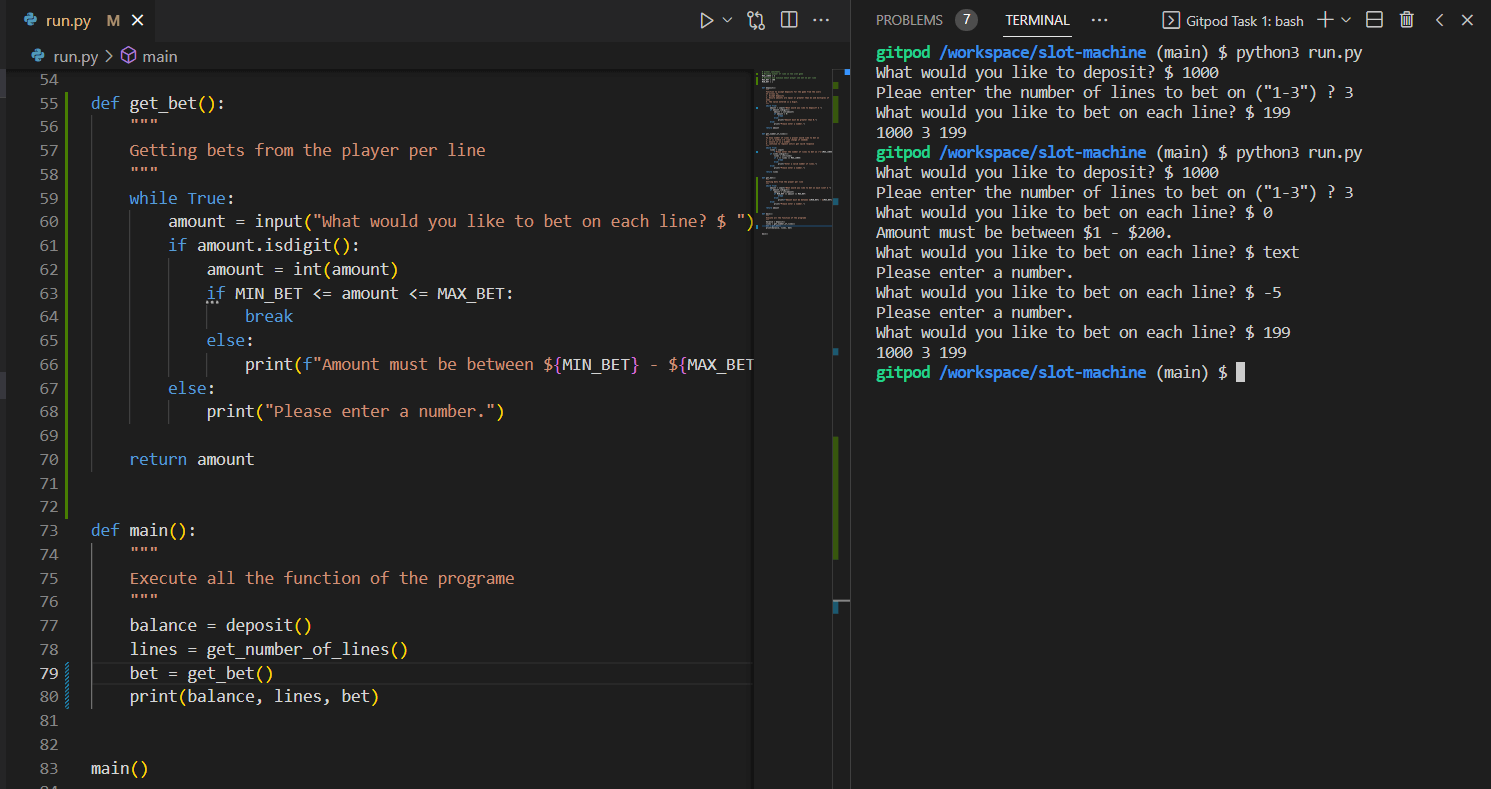 run.py M
run.py > main
54
55 def get_bet():
56 """
57 Getting bets from the player per line
58 """
59 while True:
60 amount = input("What would you like to bet on each line? $ ")
61 if amount.isdigit():
62 amount = int(amount)
63 if MIN_BET <= amount <= MAX_BET:
64 break
65 else:
66 print(f"Amount must be between ${MIN_BET} - ${MAX_BET
67 else:
68 print("Please enter a number.")
69
70 return amount
71
72
73 def main():
74 """
75 Execute all the function of the programe
76 """
77 balance = deposit()
78 lines = get_number_of_lines()
79 bet = get_bet()
80 print(balance, lines, bet)
81
82
83 main()
PROBLEMS 7 TERMINAL ... Gitpod Task 1: bash
gitpod /workspace/slot-machine (main) $ python3 run.py
What would you like to deposit? $ 1000
Pleae enter the number of lines to bet on ("1-3") ? 3
What would you like to bet on each line? $ 199
1000 3 199
gitpod /workspace/slot-machine (main) $ python3 run.py
What would you like to deposit? $ 1000
Pleae enter the number of lines to bet on ("1-3") ? 3
What would you like to bet on each line? $ 0
Amount must be between $1 - $200.
What would you like to bet on each line? $ text
Please enter a number.
What would you like to bet on each line? $ -5
Please enter a number.
What would you like to bet on each line? $ 199
1000 3 199
gitpod /workspace/slot-machine (main) $